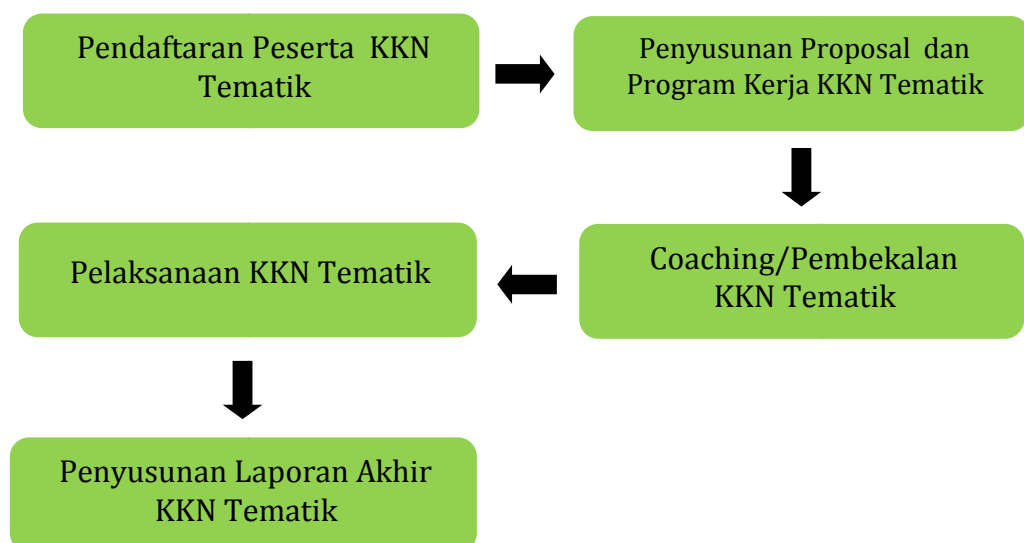 Pendaftaran Peserta KKN
Tematik
Penyusunan Proposal dan
Program Kerja KKN Tematik
Coaching/Pembekalan
KKN Tematik
Pelaksanaan KKN Tematik
Penyusunan Laporan Akhir
KKN Tematik